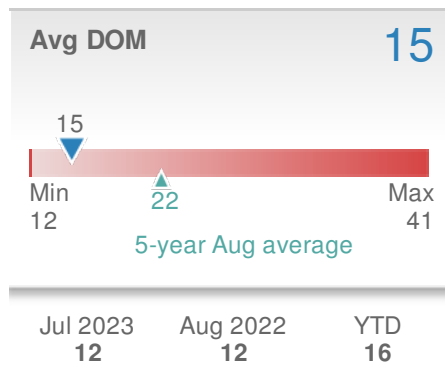 Avg DOM 15
15
22
Min Max
12 41
5-year Aug average
Jul 2023 Aug 2022 YTD
12 12 16